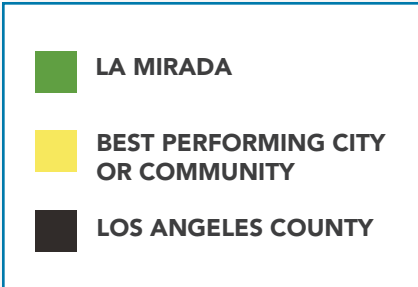 LA MIRADA
BEST PERFORMING CITY
OR COMMUNITY
LOS ANGELES COUNTY